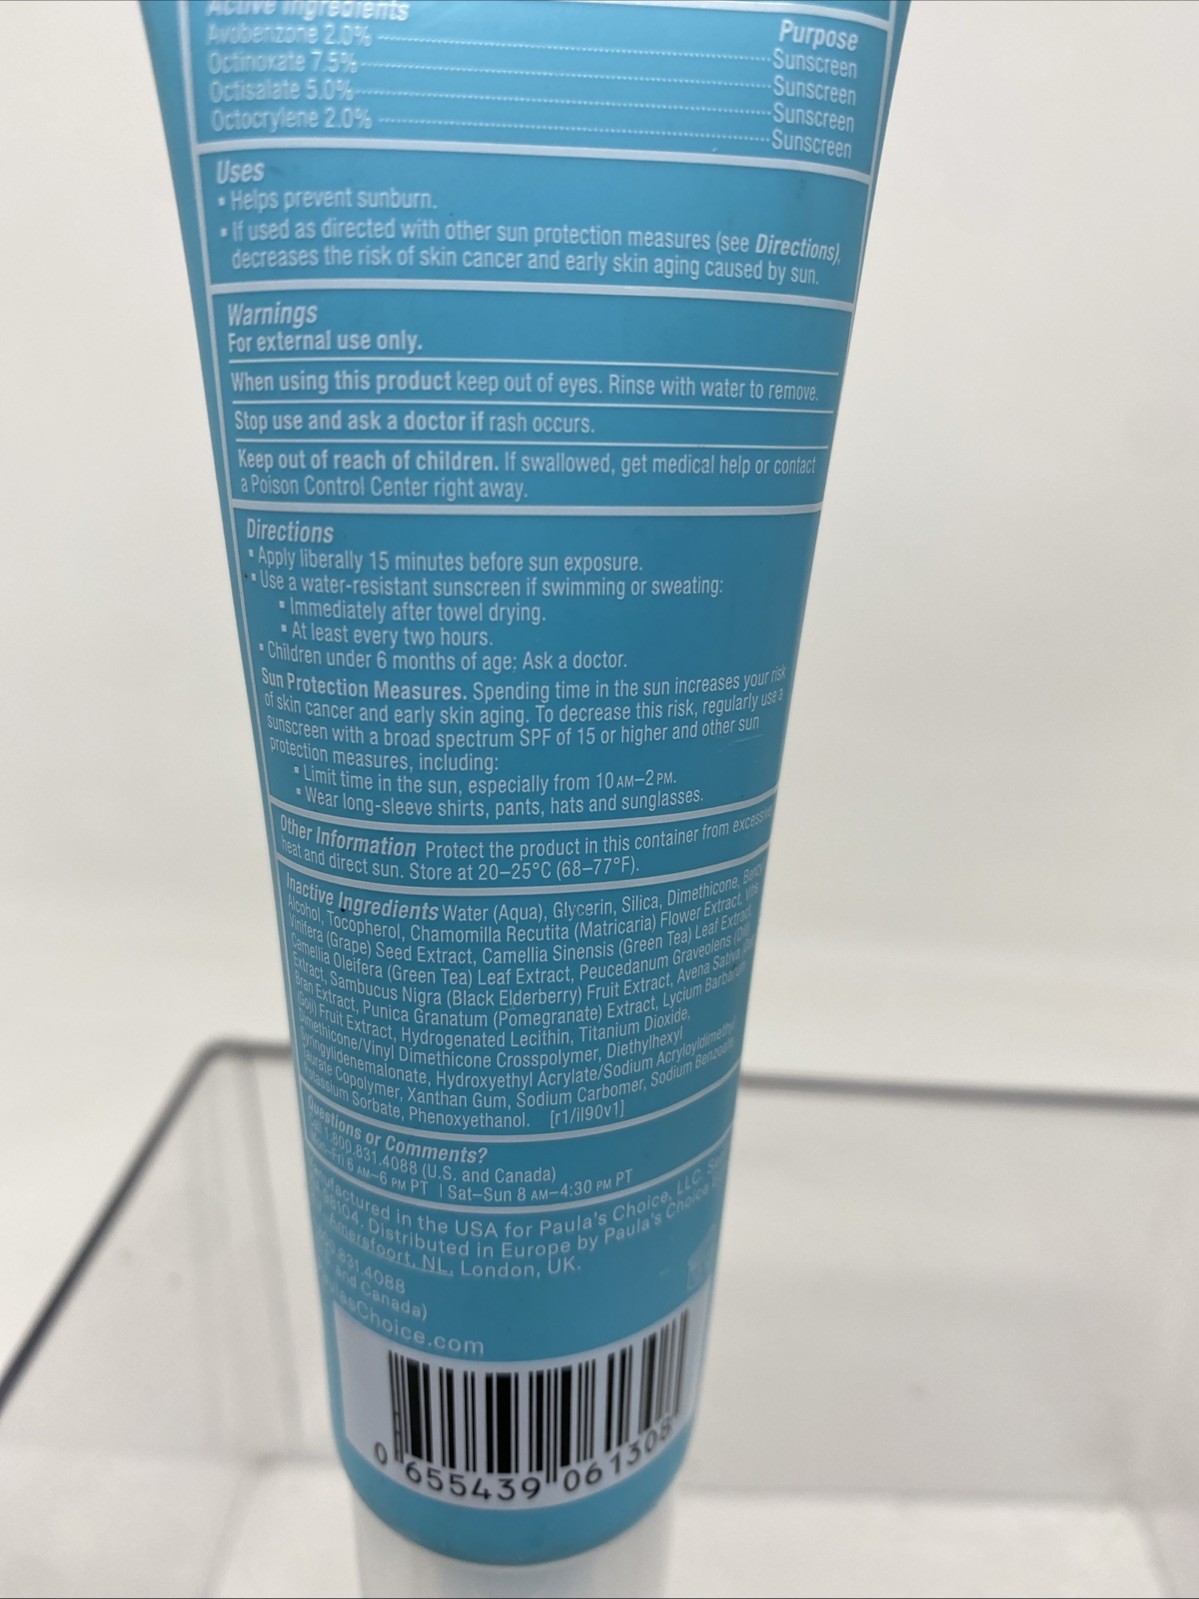 Active Ingredients
Purpose
Avobenzone 2.0% Sunscreen
Octinoxate 7.5% Sunscreen
Octisalate 5.0% Sunscreen
Octocrylene 2.0% Sunscreen
Uses
▪ Helps prevent sunburn.
▪ If used as directed with other sun protection measures (see Directions),
decreases the risk of skin cancer and early skin aging caused by sun.
Warnings
For external use only.
When using this product keep out of eyes. Rinse with water to remove.
Stop use and ask a doctor if rash occurs.
Keep out of reach of children. If swallowed, get medical help or contact
a Poison Control Center right away.
Directions
▪ Apply liberally 15 minutes before sun exposure.
▪ Use a water-resistant sunscreen if swimming or sweating:
▪ Immediately after towel drying.
▪ At least every two hours.
▪ Children under 6 months of age: Ask a doctor.
Sun Protection Measures. Spending time in the sun increases your risk
of skin cancer and early skin aging. To decrease this risk, regularly use a
sunscreen with a broad spectrum SPF of 15 or higher and other sun
protection measures, including:
▪ Limit time in the sun, especially from 10 AM–2 PM.
▪ Wear long-sleeve shirts, pants, hats and sunglasses.
Other Information Protect the product in this container from excessive
heat and direct sun. Store at 20–25°C (68–77°F).
Inactive Ingredients Water (Aqua), Glycerin, Silica, Dimethicone,
Alcohol, Tocopherol, Chamomilla Recutita (Matricaria) Flower Extract, Vitis
Vinifera (Grape) Seed Extract, Camellia Sinensis (Green Tea) Leaf Extract,
Camellia Oleifera (Green Tea) Leaf Extract, Peucedanum Graveolens (Dill)
Extract, Sambucus Nigra (Black Elderberry) Fruit Extract, Avena Sativa
Bran Extract, Punica Granatum (Pomegranate) Extract, Lycium Barbarum
(Goji) Fruit Extract, Hydrogenated Lecithin, Titanium Dioxide,
Dimethicone/Vinyl Dimethicone Crosspolymer, Diethylhexyl
Syringylidenemalonate, Hydroxyethyl Acrylate/Sodium Acryloyldimethyl
Taurate Copolymer, Xanthan Gum, Sodium Carbomer, Sodium Benzoate,
Potassium Sorbate, Phenoxyethanol. [r1/il90v1]
Questions or Comments?
Call 1.800.831.4088 (U.S. and Canada)
Mon–Fri 6 AM–6 PM PT | Sat–Sun 8 AM–4:30 PM PT
Manufactured in the USA for Paula's Choice, LLC.
98104. Distributed in Europe by Paula's Choice
Amersfoort, NL. London, UK.
831.4088
and Canada)
Choice.com
0 655439 061308